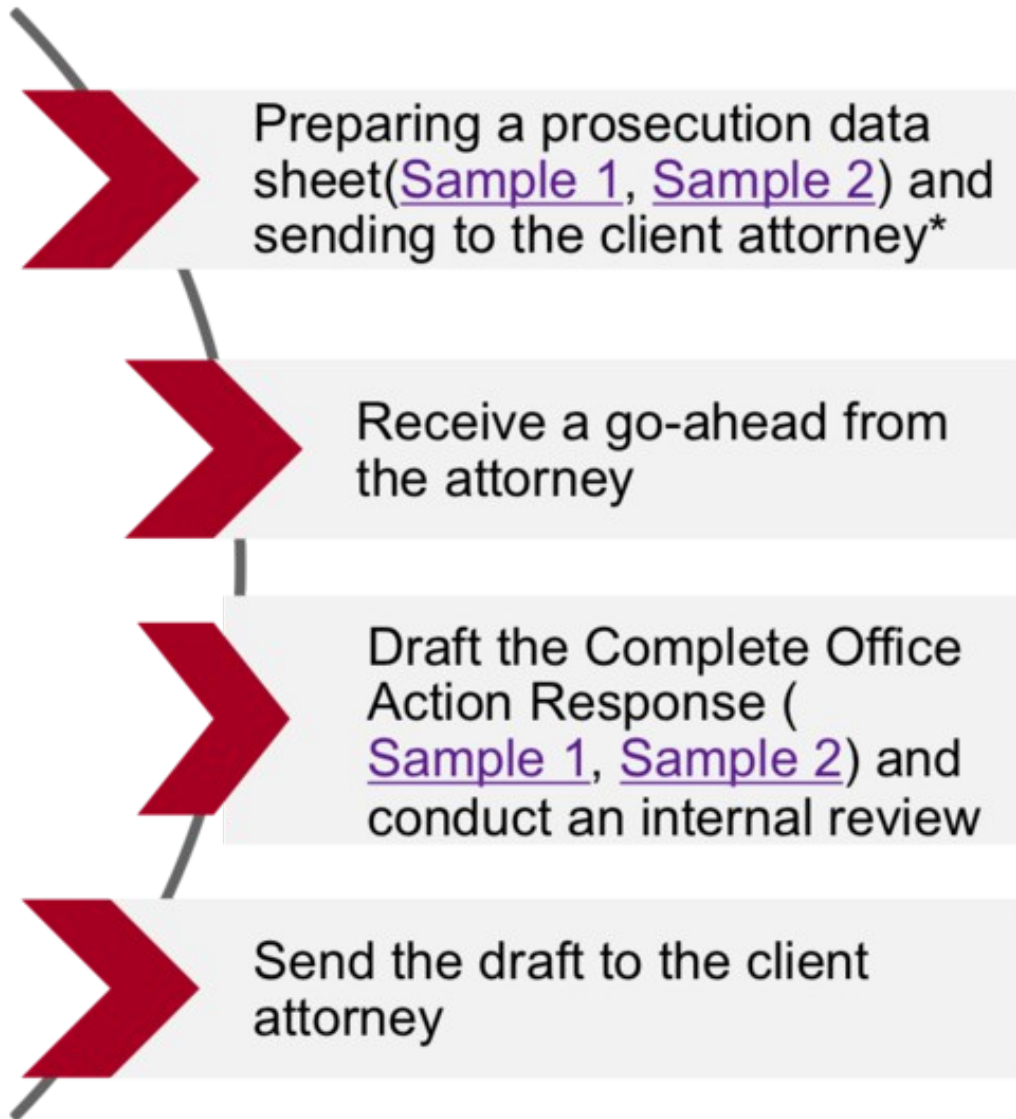 Preparing a prosecution data
sheet(Sample 1, Sample 2) and
sending to the client attorney*
Receive a go-ahead from
the attorney
Draft the Complete Office
Action Response (
Sample 1, Sample 2) and
conduct an internal review
Send the draft to the client
attorney